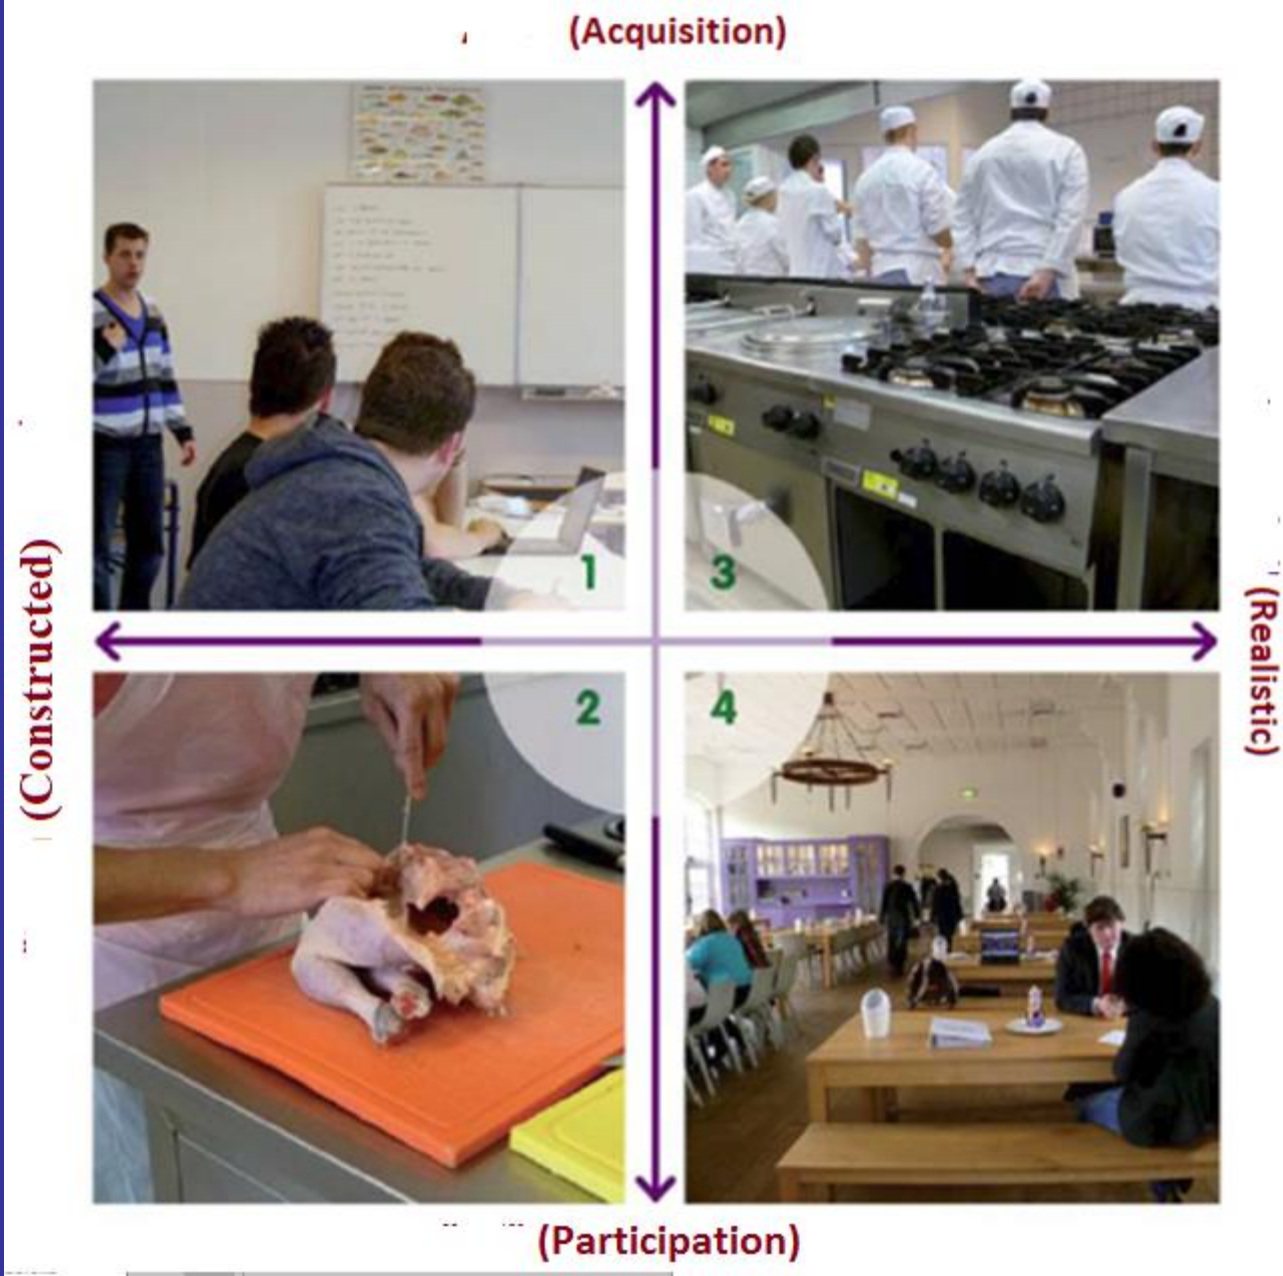 (Acquisition)
1
3
(Constructed)
(Realistic)
2
4
(Participation)